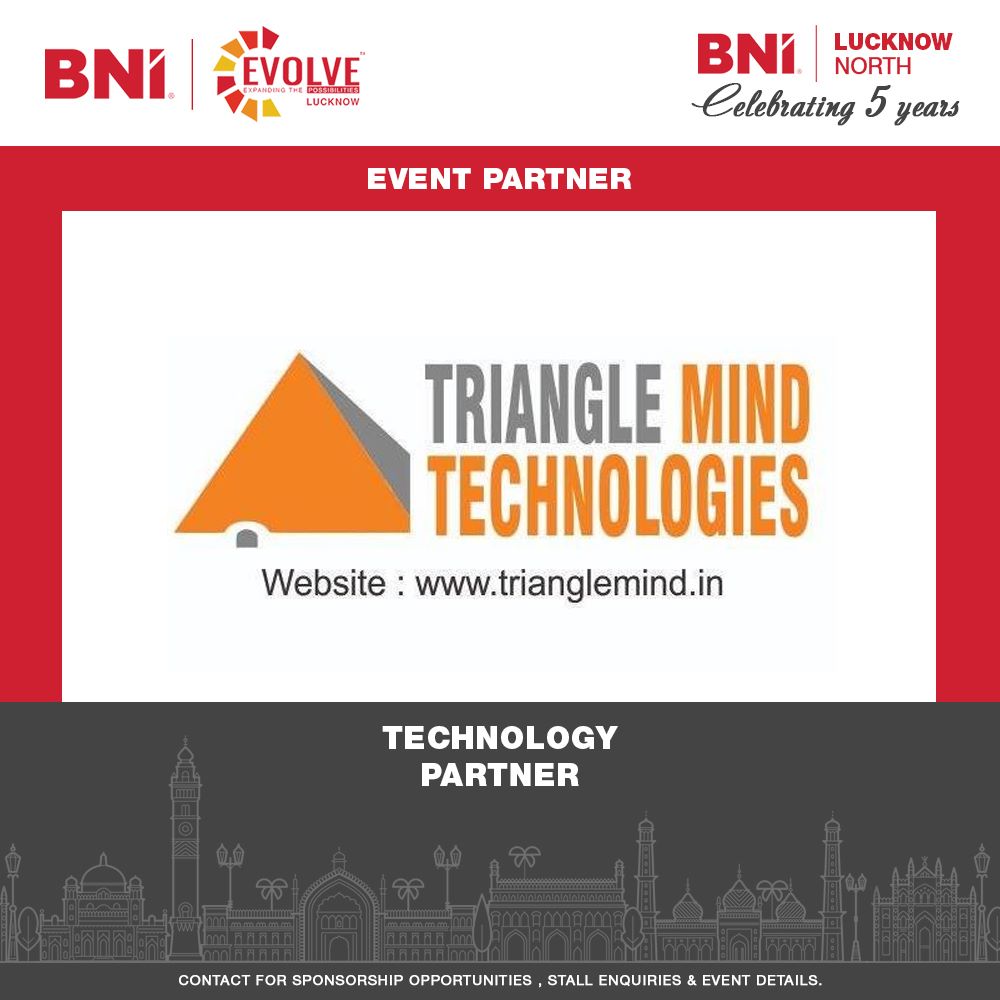 BNI®
EVOLVE™
EXPANDING THE POSSIBILITIES
LUCKNOW
BNI®
LUCKNOW
NORTH
Celebrating 5 years
EVENT PARTNER
TRIANGLE MIND
TECHNOLOGIES
Website : www.trianglemind.in
TECHNOLOGY
PARTNER
CONTACT FOR SPONSORSHIP OPPORTUNITIES , STALL ENQUIRIES & EVENT DETAILS.